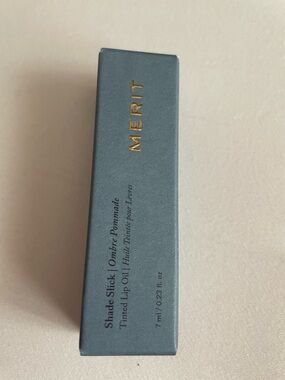 MERIT
Shade Slick | Ombre Pommade
Tinted Lip Oil | Huile Teintée pour Lèvres
7 ml / 0.23 fl. oz